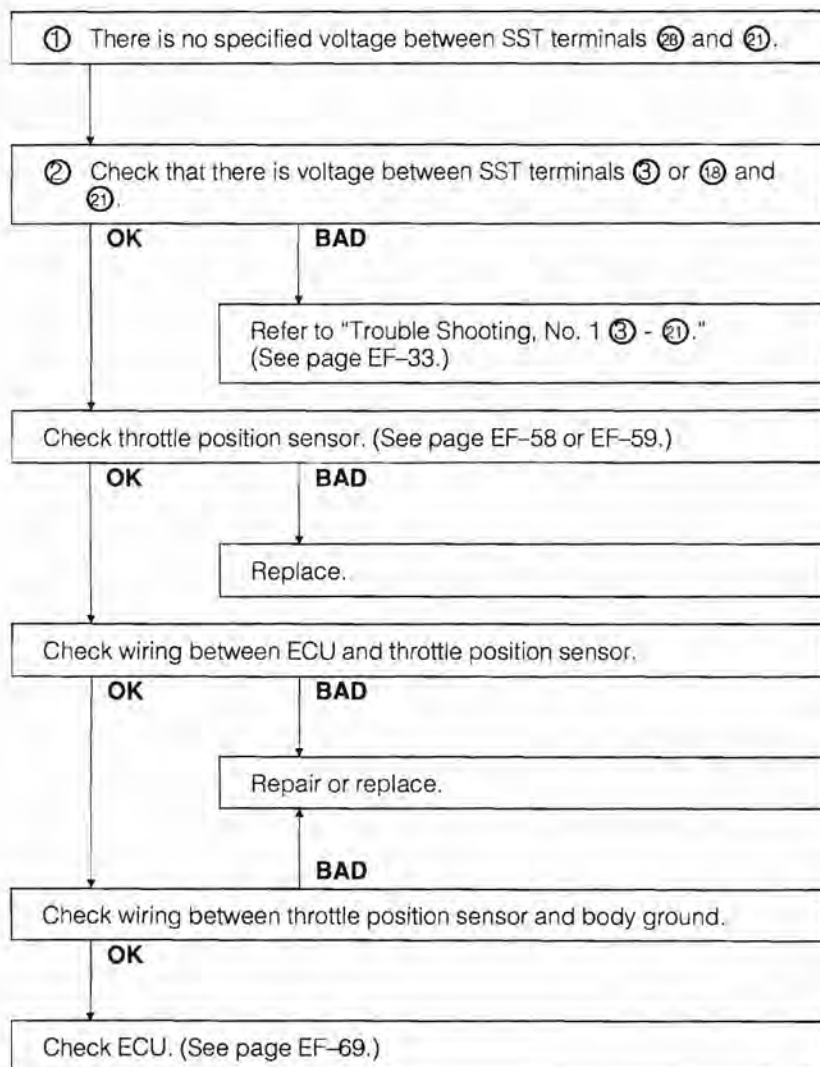 ① There is no specified voltage between SST terminals ⑳ and ㉑.
② Check that there is voltage between SST terminals ③ or ⑱ and
㉑.
OK BAD
Refer to "Trouble Shooting, No. 1 ③ - ㉑."
(See page EF–33.)
Check throttle position sensor. (See page EF–58 or EF–59.)
OK BAD
Replace.
Check wiring between ECU and throttle position sensor.
OK BAD
Repair or replace.
BAD
Check wiring between throttle position sensor and body ground.
OK
Check ECU. (See page EF–69.)